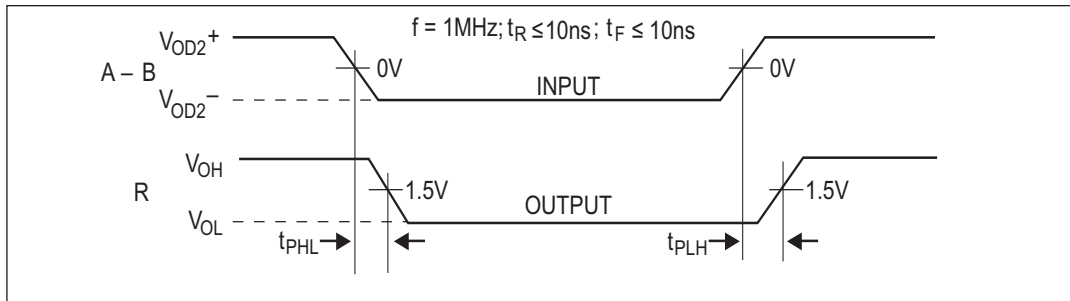 f = 1MHz; tR ≤10ns; tF ≤ 10ns
VOD2+
A – B
0V
0V
INPUT
VOD2–
VOH
R
1.5V
1.5V
OUTPUT
VOL
tPHL
tPLH